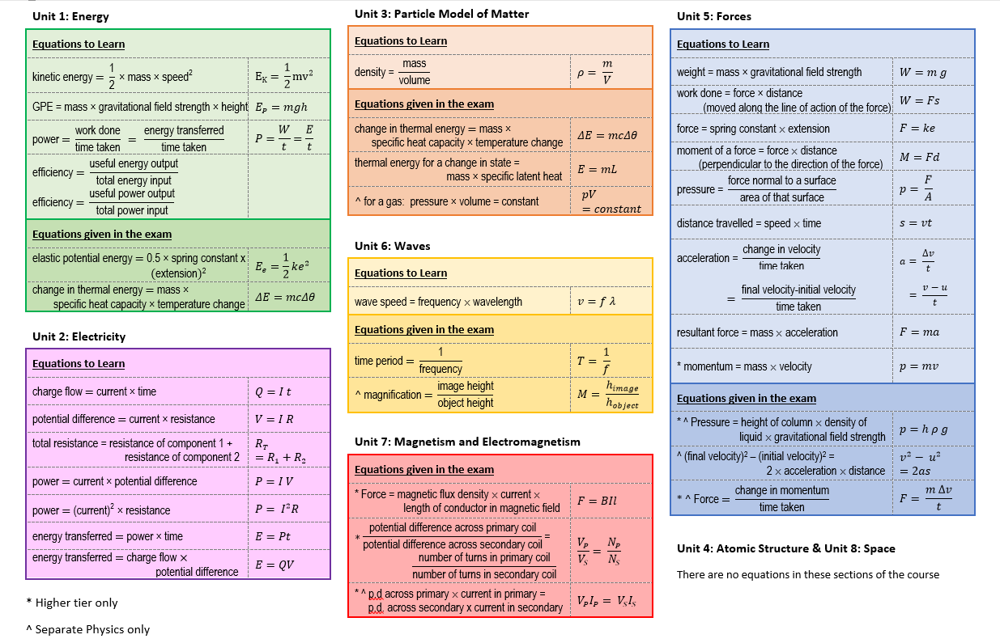 Unit 1: Energy
Equations to Learn
kinetic energy = 1/2 × mass × speed²
E_K = 1/2 mv²
GPE = mass × gravitational field strength × height
E_P = mgh
power = work done / time taken = energy transferred / time taken
P = W/t = E/t
efficiency = useful energy output / total energy input
efficiency = useful power output / total power input
Equations given in the exam
elastic potential energy = 0.5 × spring constant x
(extension)²
E_e = 1/2 ke²
change in thermal energy = mass ×
specific heat capacity × temperature change
ΔE = mcΔθ
Unit 2: Electricity
Equations to Learn
charge flow = current × time
Q = I t
potential difference = current × resistance
V = I R
total resistance = resistance of component 1 +
resistance of component 2
R_T
= R₁ + R₂
power = current × potential difference
P = I V
power = (current)² × resistance
P = I²R
energy transferred = power × time
E = Pt
energy transferred = charge flow ×
potential difference
E = QV
* Higher tier only
^ Separate Physics only
Unit 3: Particle Model of Matter
Equations to Learn
density = mass / volume
ρ = m/V
Equations given in the exam
change in thermal energy = mass ×
specific heat capacity × temperature change
ΔE = mcΔθ
thermal energy for a change in state =
mass × specific latent heat
E = mL
^ for a gas: pressure × volume = constant
pV
= constant
Unit 6: Waves
Equations to Learn
wave speed = frequency × wavelength
v = f λ
Equations given in the exam
time period = 1 / frequency
T = 1/f
^ magnification = image height / object height
M = h_image / h_object
Unit 7: Magnetism and Electromagnetism
Equations given in the exam
* Force = magnetic flux density × current ×
length of conductor in magnetic field
F = BIl
* potential difference across primary coil / potential difference across secondary coil =
number of turns in primary coil / number of turns in secondary coil
V_P/V_S = N_P/N_S
* ^ p.d across primary × current in primary =
p.d. across secondary x current in secondary
V_P I_P = V_S I_S
Unit 5: Forces
Equations to Learn
weight = mass × gravitational field strength
W = m g
work done = force × distance
(moved along the line of action of the force)
W = Fs
force = spring constant × extension
F = ke
moment of a force = force × distance
(perpendicular to the direction of the force)
M = Fd
pressure = force normal to a surface / area of that surface
p = F/A
distance travelled = speed × time
s = vt
acceleration = change in velocity / time taken
a = Δv/t
= final velocity-initial velocity / time taken
= v − u / t
resultant force = mass × acceleration
F = ma
* momentum = mass × velocity
p = mv
Equations given in the exam
* ^ Pressure = height of column × density of
liquid × gravitational field strength
p = h ρ g
^ (final velocity)² – (initial velocity)² =
2 × acceleration × distance
v² − u²
= 2as
* ^ Force = change in momentum / time taken
F = m Δv / t
Unit 4: Atomic Structure & Unit 8: Space
There are no equations in these sections of the course